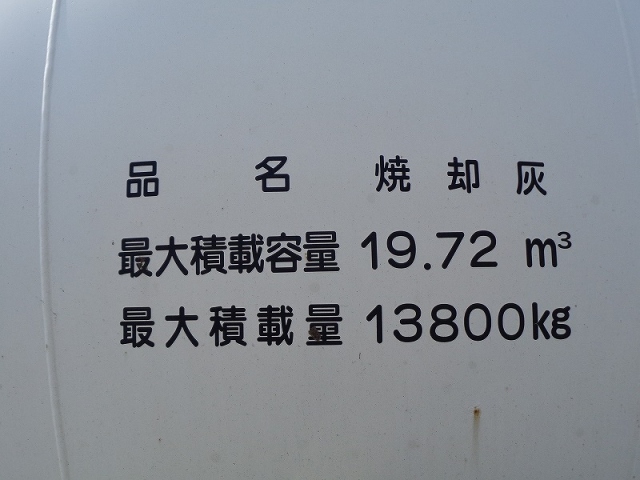 品 名 焼却灰
最大積載容量 19.72 m³
最大積載量 13800kg